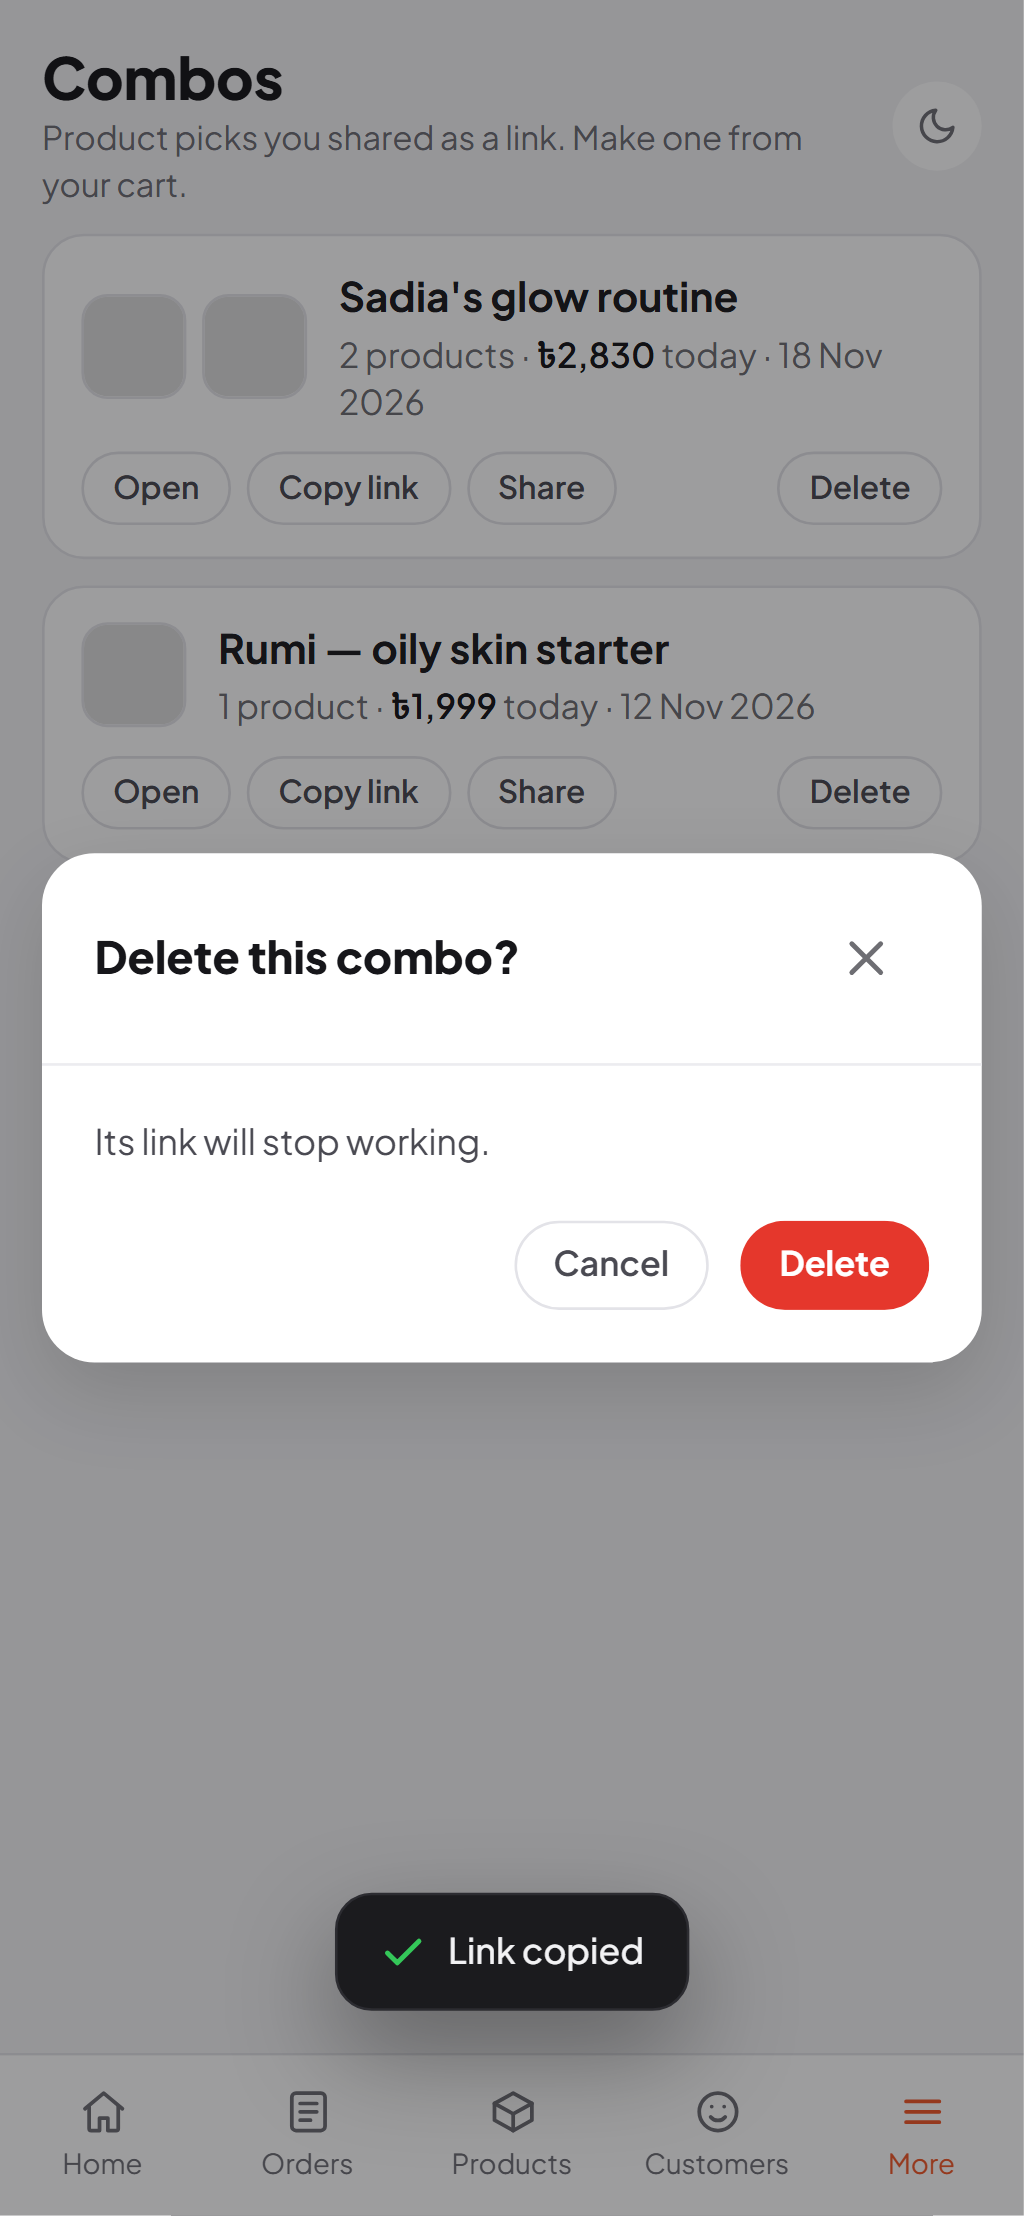 Combos
Product picks you shared as a link. Make one from
your cart.
Sadia's glow routine
2 products · ৳2,830 today · 18 Nov
2026
Open
Copy link
Share
Delete
Rumi — oily skin starter
1 product · ৳1,999 today · 12 Nov 2026
Open
Copy link
Share
Delete
Delete this combo?
Its link will stop working.
Cancel
Delete
Link copied
Home
Orders
Products
Customers
More